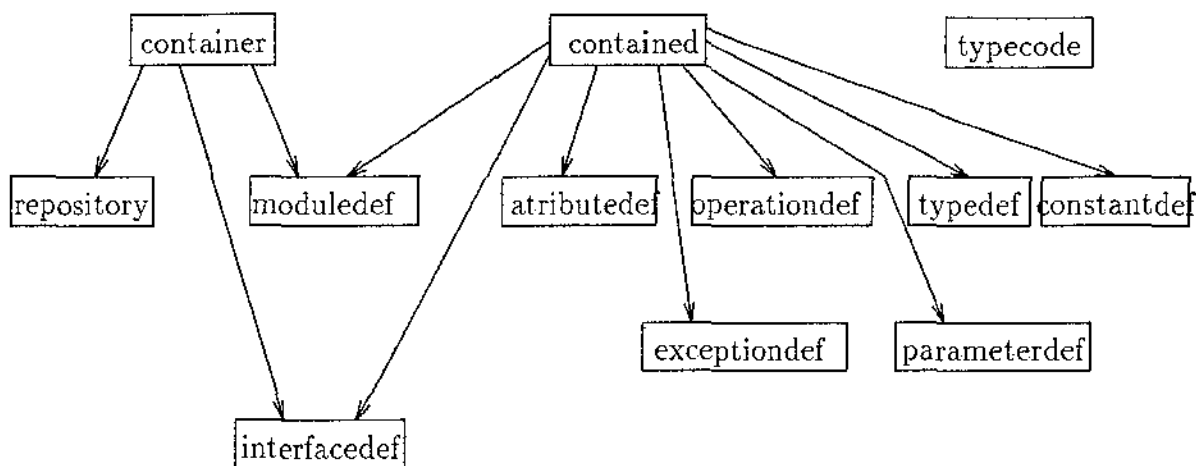 container
contained
typecode
repository
moduledef
atributedef
operationdef
typedef
constantdef
exceptiondef
parameterdef
interfacedef